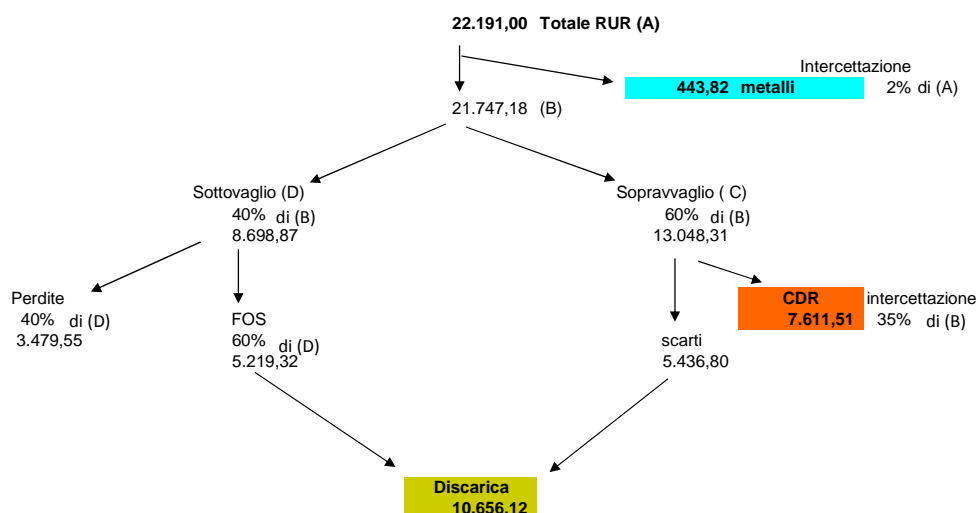 22.191,00 Totale RUR (A)
Intercettazione
443,82 metalli 2% di (A)
21.747,18 (B)
Sottovaglio (D)
40% di (B)
8.698,87
Sopravvaglio ( C)
60% di (B)
13.048,31
Perdite
40% di (D)
3.479,55
FOS
60% di (D)
5.219,32
scarti
5.436,80
CDR intercettazione
7.611,51 35% di (B)
Discarica
10.656,12